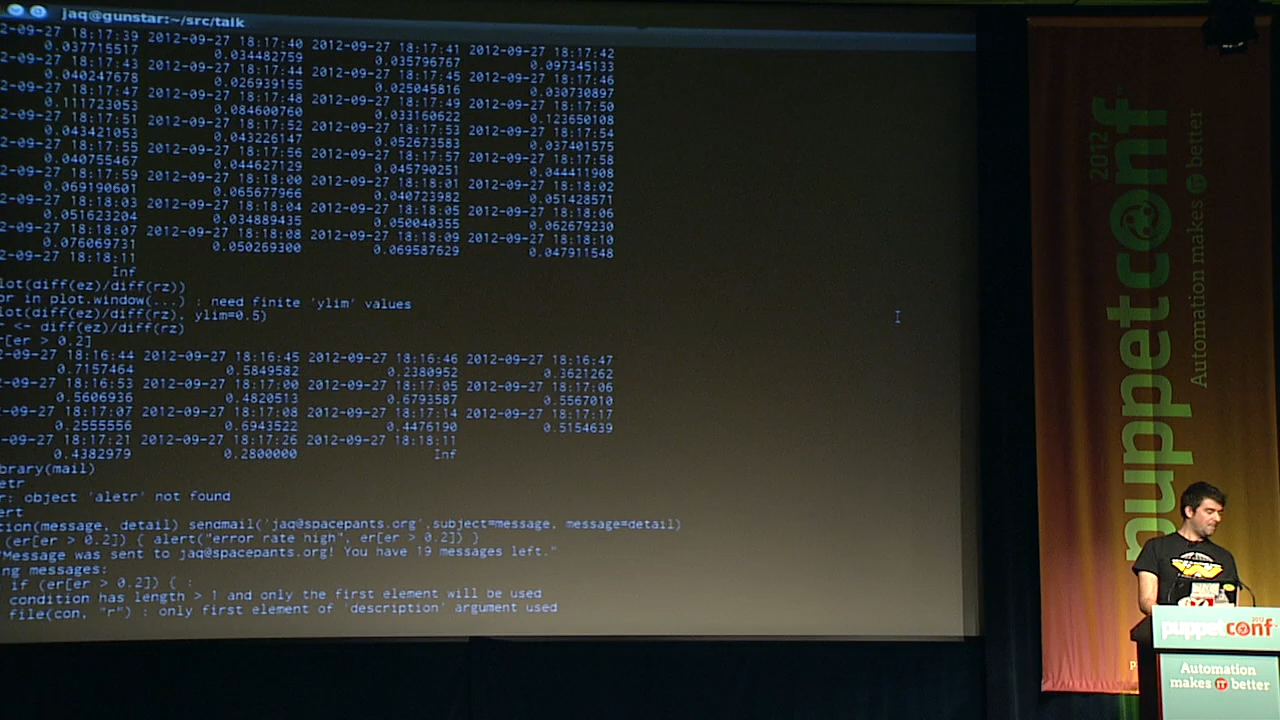 jaq@gunstar:~/src/talk
2-09-27 18:17:39 2012-09-27 18:17:40 2012-09-27 18:17:41 2012-09-27 18:17:42
0.037715517 0.034482759 0.035796767 0.097345133
2-09-27 18:17:43 2012-09-27 18:17:44 2012-09-27 18:17:45 2012-09-27 18:17:46
0.040247678 0.026939155 0.025045816 0.030730897
2-09-27 18:17:47 2012-09-27 18:17:48 2012-09-27 18:17:49 2012-09-27 18:17:50
0.111723053 0.084600760 0.033160622 0.123650108
2-09-27 18:17:51 2012-09-27 18:17:52 2012-09-27 18:17:53 2012-09-27 18:17:54
0.043421053 0.043226147 0.052673583 0.037401575
2-09-27 18:17:55 2012-09-27 18:17:56 2012-09-27 18:17:57 2012-09-27 18:17:58
0.040755467 0.044627129 0.045790251 0.044411908
2-09-27 18:17:59 2012-09-27 18:18:00 2012-09-27 18:18:01 2012-09-27 18:18:02
0.069190601 0.065677966 0.040723982 0.051428571
2-09-27 18:18:03 2012-09-27 18:18:04 2012-09-27 18:18:05 2012-09-27 18:18:06
0.051623204 0.034889435 0.050040355 0.062679230
2-09-27 18:18:07 2012-09-27 18:18:08 2012-09-27 18:18:09 2012-09-27 18:18:10
0.076069731 0.050269300 0.069587629 0.047911548
2-09-27 18:18:11
Inf
lot(diff(ez)/diff(rz))
or in plot.window(...) : need finite 'ylim' values
lot(diff(ez)/diff(rz), ylim=0.5)
r <- diff(ez)/diff(rz)
r[er > 0.2]
2-09-27 18:16:44 2012-09-27 18:16:45 2012-09-27 18:16:46 2012-09-27 18:16:47
0.7157464 0.5849582 0.2380952 0.3621262
2-09-27 18:16:53 2012-09-27 18:17:00 2012-09-27 18:17:05 2012-09-27 18:17:06
0.5606936 0.4820513 0.6793587 0.5567010
2-09-27 18:17:07 2012-09-27 18:17:08 2012-09-27 18:17:14 2012-09-27 18:17:17
0.2555556 0.6943522 0.4476190 0.5154639
2-09-27 18:17:21 2012-09-27 18:17:26 2012-09-27 18:18:11
0.4382979 0.2800000 Inf
brary(mail)
etr
r: object 'aletr' not found
ert
tion(message, detail) sendmail('jaq@spacepants.org',subject=message, message=detail)
(er[er > 0.2]) { alert("error rate high", er[er > 0.2]) }
"Message was sent to jaq@spacepants.org! You have 19 messages left."
ng messages:
if (er[er > 0.2]) { :
condition has length > 1 and only the first element will be used
file(con, "r") : only first element of 'description' argument used
puppetconf 2012
Automation makes IT better
puppetconf 2012
Automation
makes IT better